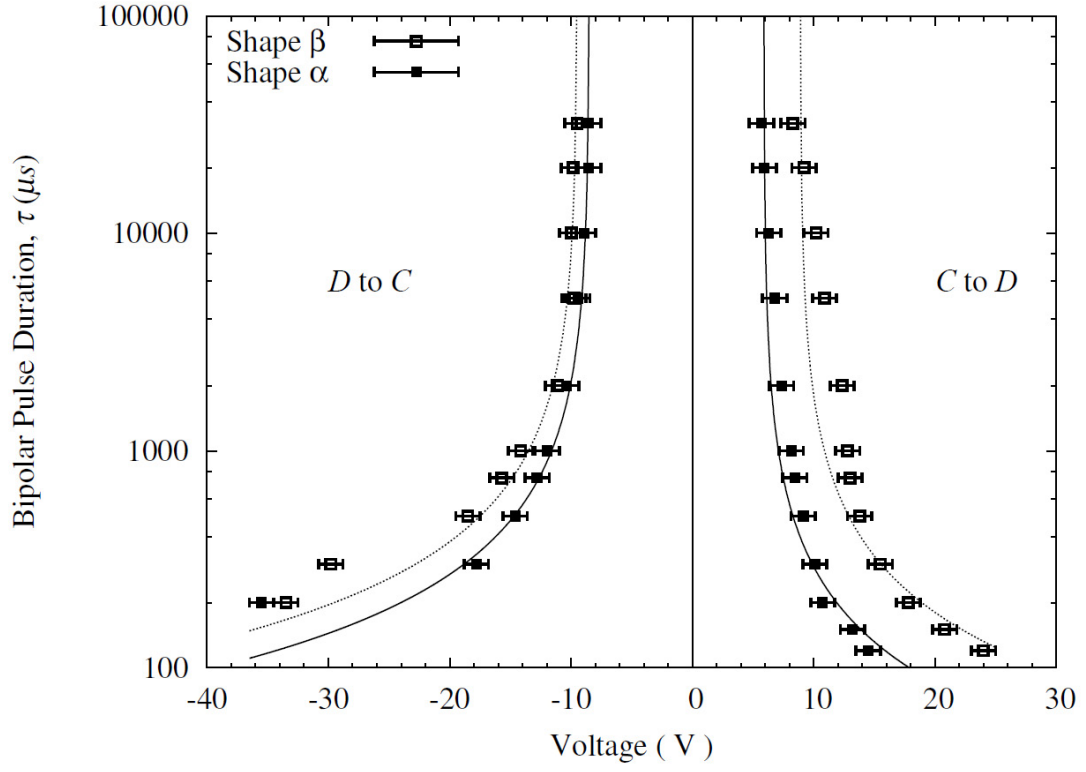 100000
Shape β
Shape α
10000
D to C
C to D
1000
100
-40
-30
-20
-10
0
10
20
30
Bipolar Pulse Duration, τ (μs)
Voltage ( V )